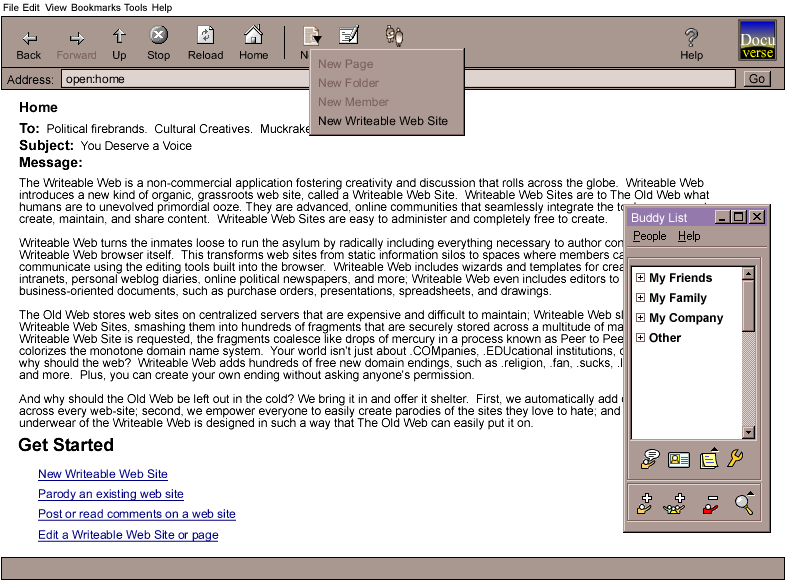 File Edit View Bookmarks Tools Help
Back Forward Up Stop Reload Home Help
Docu
verse
New Page
New Folder
New Member
New Writeable Web Site
Address: open:home Go
Home
To: Political firebrands. Cultural Creatives.
Subject: You Deserve a Voice
Message:
The Writeable Web is a non-commercial application fostering creativity and discussion that rolls across the globe. Writeable Web
introduces a new kind of organic, grassroots web site, called a Writeable Web Site. Writeable Web Sites are to The Old Web what
humans are to unevolved primordial ooze. They are advanced, online communities that seamlessly integrate the
create, maintain, and share content. Writeable Web Sites are easy to administer and completely free to create.
Writeable Web turns the inmates loose to run the asylum by radically including everything necessary to author
Writeable Web browser itself. This transforms web sites from static information silos to spaces where members
communicate using the editing tools built into the browser. Writeable Web includes wizards and templates for
intranets, personal weblog diaries, online political newspapers, and more; Writeable Web even includes editors to
business-oriented documents, such as purchase orders, presentations, spreadsheets, and drawings.
The Old Web stores web sites on centralized servers that are expensive and difficult to maintain; Writeable Web
Writeable Web Sites, smashing them into hundreds of fragments that are securely stored across a multitude of
Writeable Web Site is requested, the fragments coalesce like drops of mercury in a process known as Peer to
colorizes the monotone domain name system. Your world isn't just about .COMpanies, .EDUcational institutions,
why should the web? Writeable Web adds hundreds of free new domain endings, such as .religion, .fan, .sucks,
and more. Plus, you can create your own ending without asking anyone's permission.
And why should the Old Web be left out in the cold? We bring it in and offer it shelter. First, we automatically add
across every web-site; second, we empower everyone to easily create parodies of the sites they love to hate; and
underwear of the Writeable Web is designed in such a way that The Old Web can easily put it on.
Get Started
New Writeable Web Site
Parody an existing web site
Post or read comments on a web site
Edit a Writeable Web Site or page
Buddy List
People Help
My Friends
My Family
My Company
Other